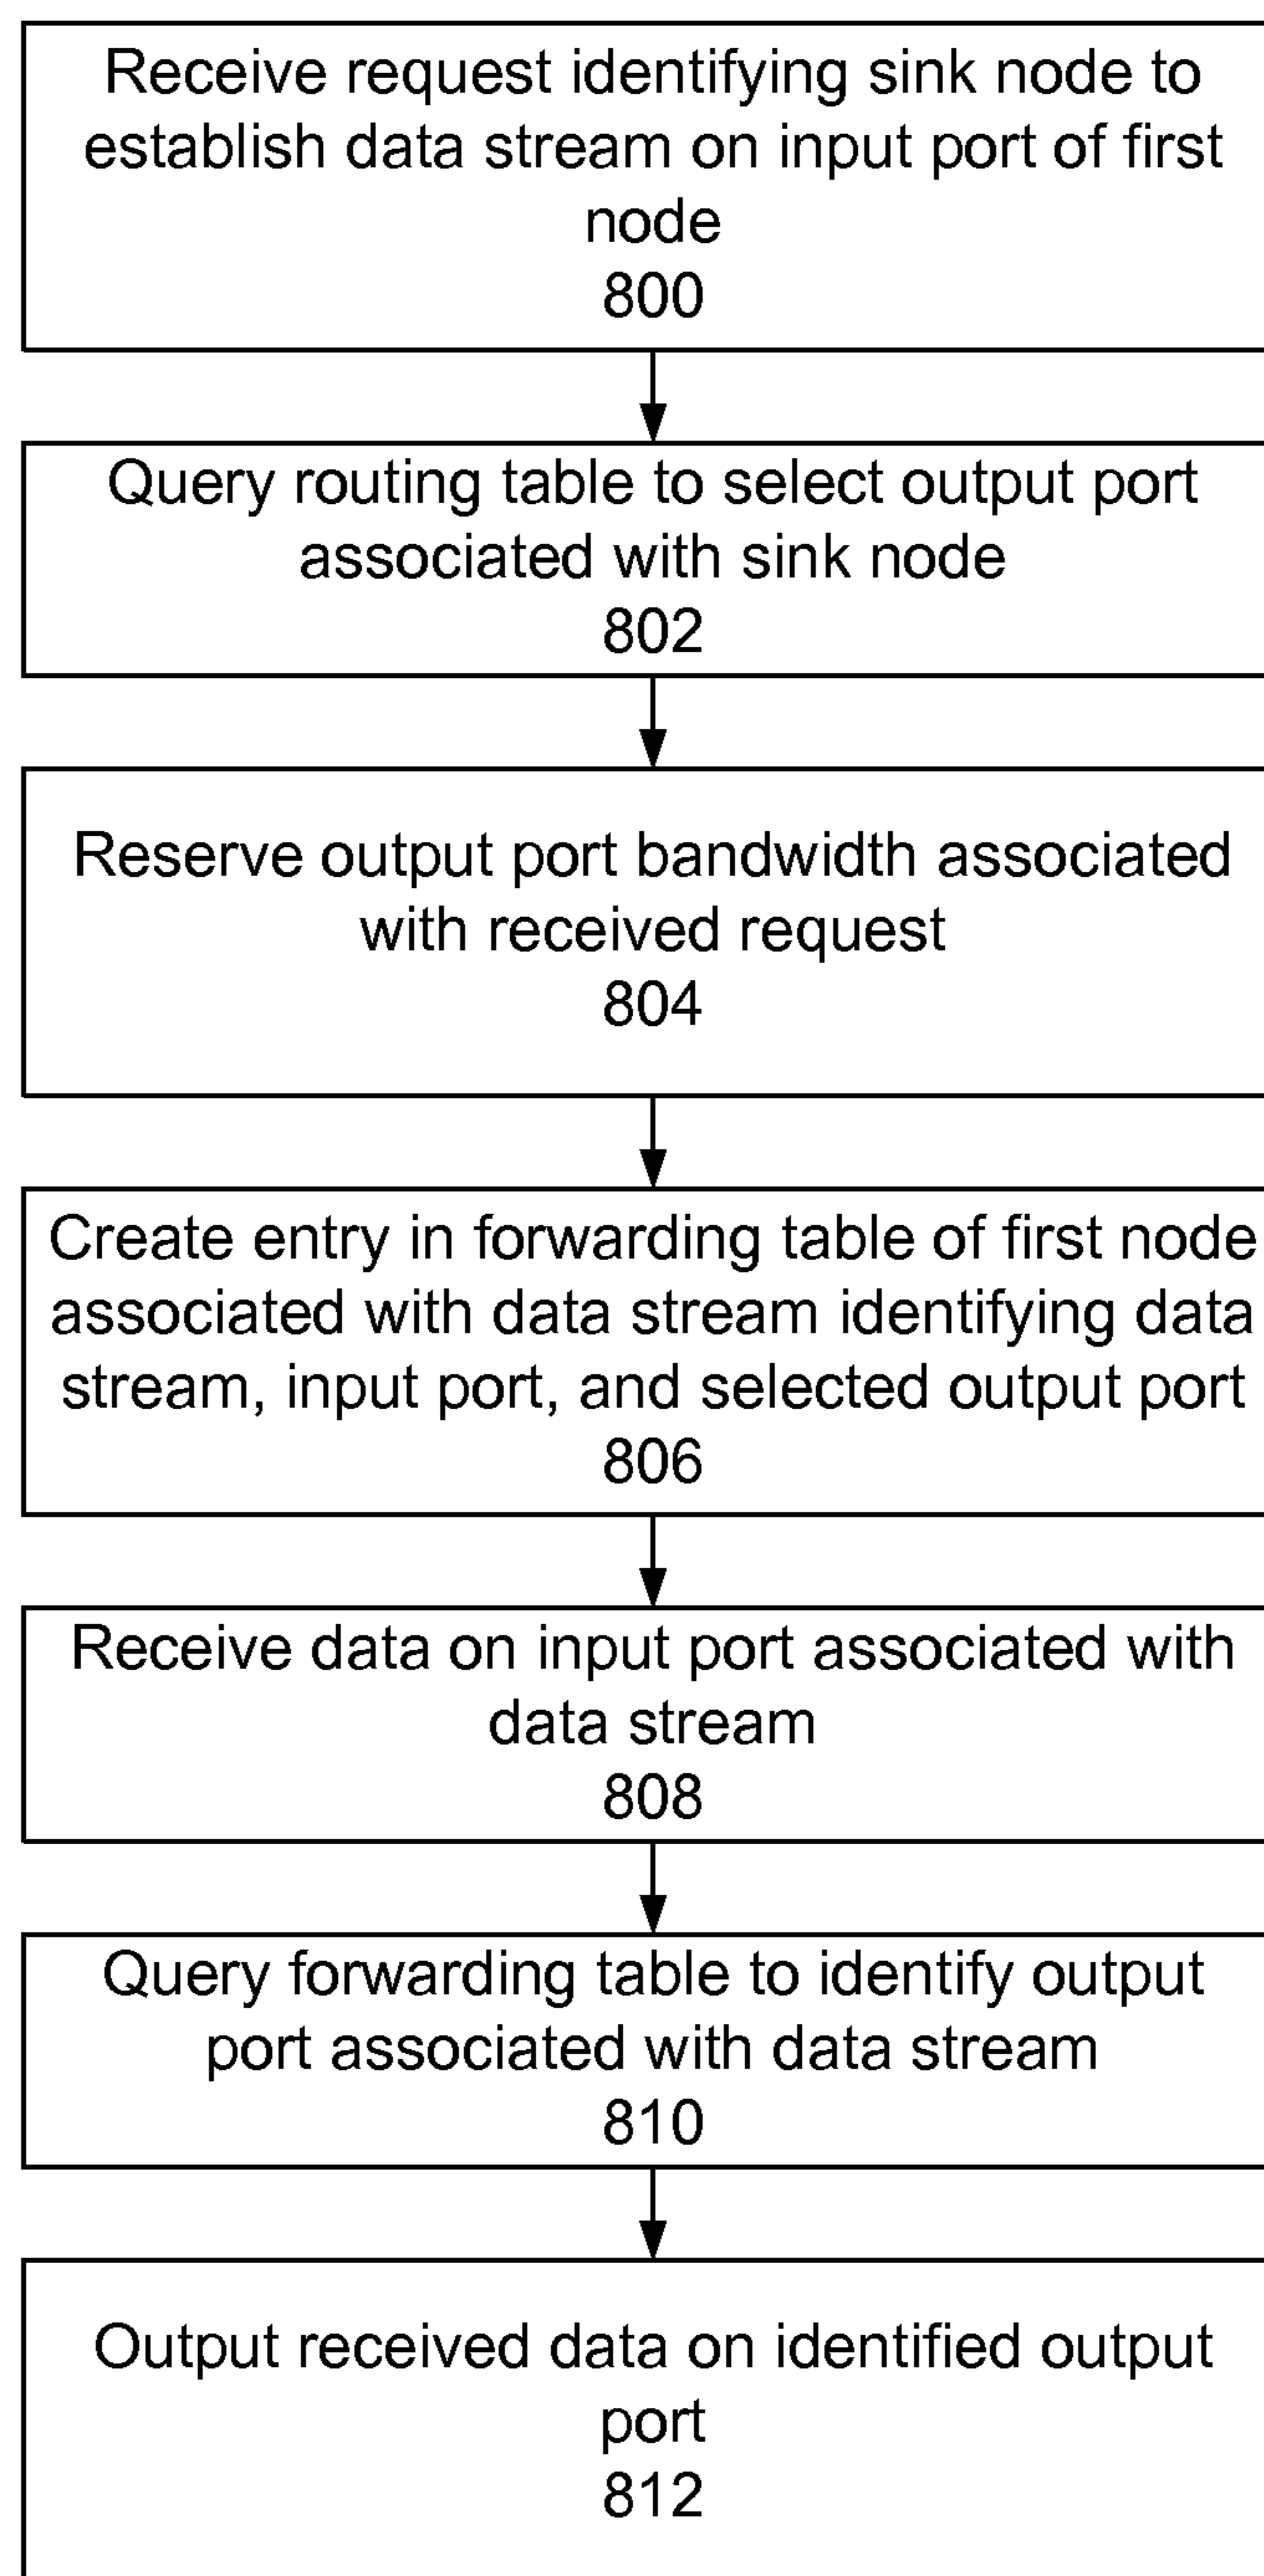 Receive request identifying sink node to
establish data stream on input port of first
node
800
Query routing table to select output port
associated with sink node
802
Reserve output port bandwidth associated
with received request
804
Create entry in forwarding table of first node
associated with data stream identifying data
stream, input port, and selected output port
806
Receive data on input port associated with
data stream
808
Query forwarding table to identify output
port associated with data stream
810
Output received data on identified output
port
812